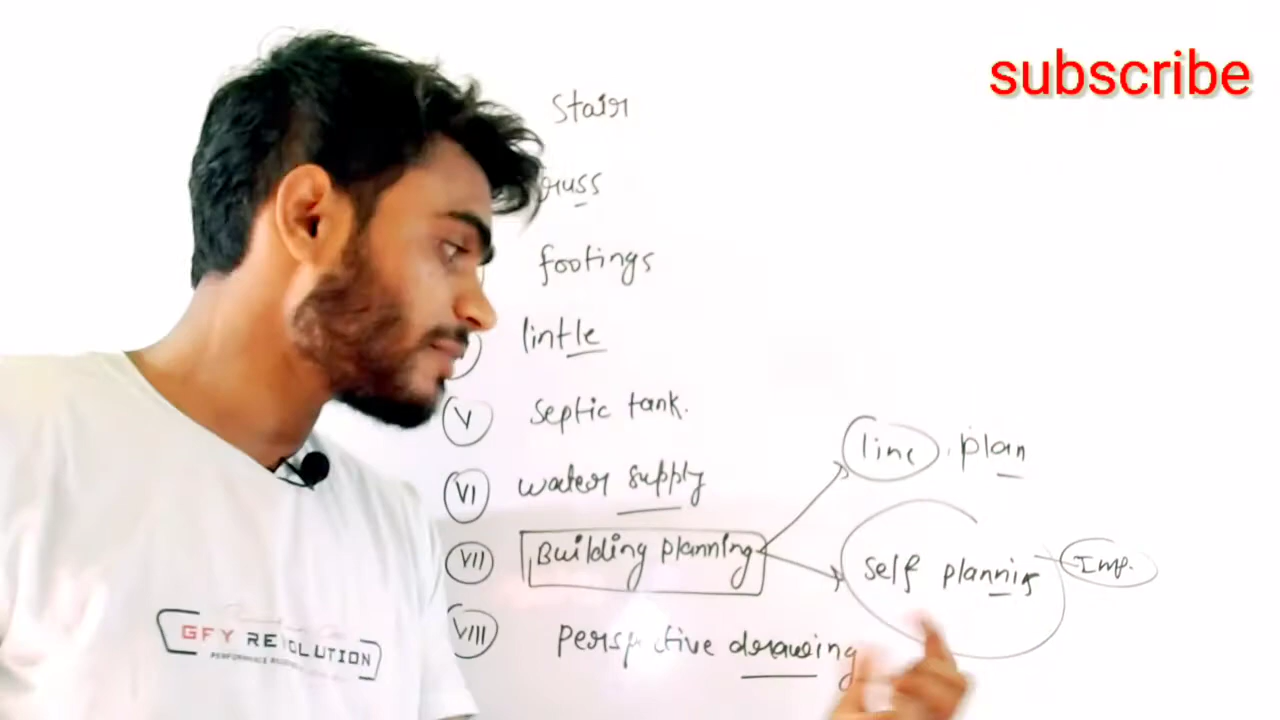 subscribe
Stair
russ
footings
lintle
V septic tank.
VI water supply
line plan
VII Building planning
self planning Imp.
VIII perspective drawing
GFY REVOLUTION